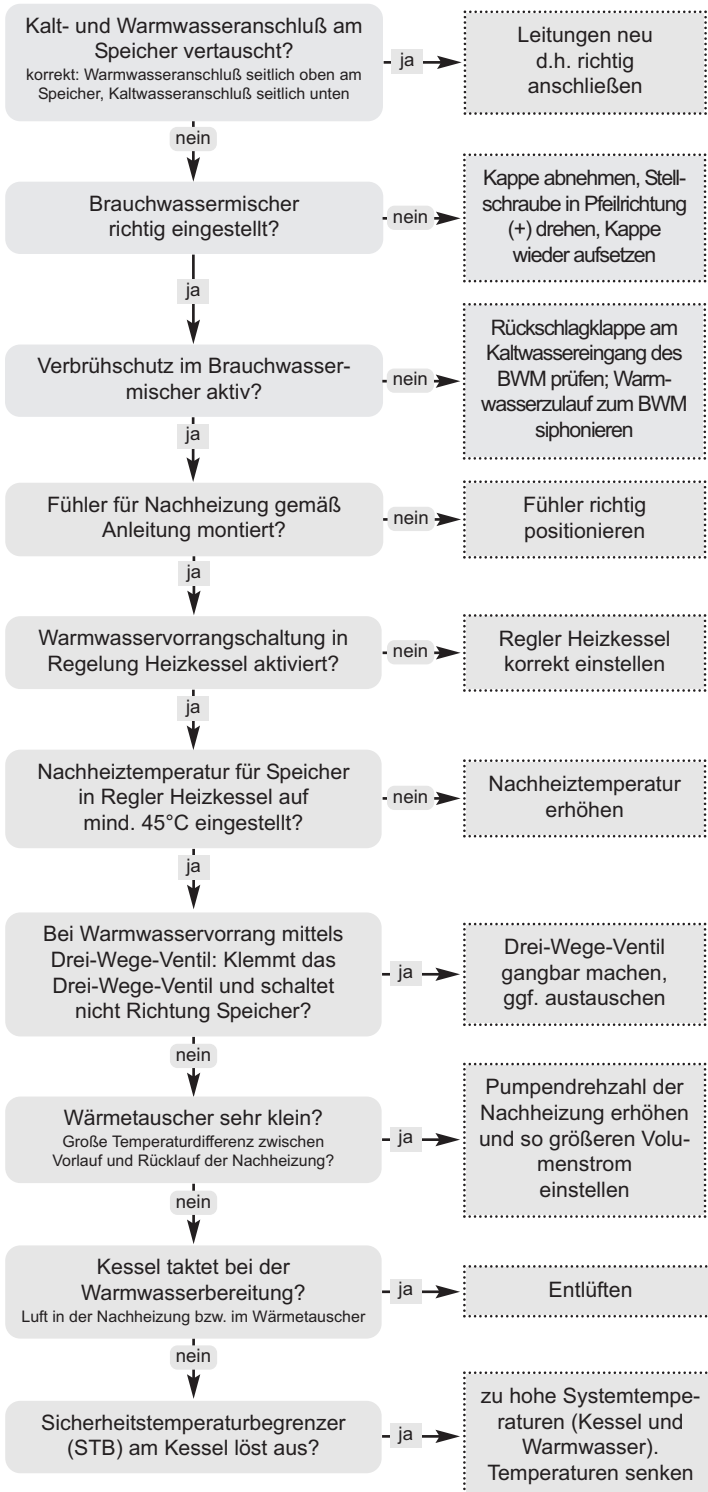 Kalt- und Warmwasseranschluß am
Speicher vertauscht?
korrekt: Warmwasseranschluß seitlich oben am
Speicher, Kaltwasseranschluß seitlich unten
ja
Leitungen neu
d.h. richtig
anschließen
nein
Brauchwassermischer
richtig eingestellt?
nein
Kappe abnehmen, Stell-
schraube in Pfeilrichtung
(+) drehen, Kappe
wieder aufsetzen
ja
Verbrühschutz im Brauchwasser-
mischer aktiv?
nein
Rückschlagklappe am
Kaltwassereingang des
BWM prüfen; Warm-
wasserzulauf zum BWM
siphonieren
ja
Fühler für Nachheizung gemäß
Anleitung montiert?
nein
Fühler richtig
positionieren
ja
Warmwasservorrangschaltung in
Regelung Heizkessel aktiviert?
nein
Regler Heizkessel
korrekt einstellen
ja
Nachheiztemperatur für Speicher
in Regler Heizkessel auf
mind. 45°C eingestellt?
nein
Nachheiztemperatur
erhöhen
ja
Bei Warmwasservorrang mittels
Drei-Wege-Ventil: Klemmt das
Drei-Wege-Ventil und schaltet
nicht Richtung Speicher?
ja
Drei-Wege-Ventil
gangbar machen,
ggf. austauschen
nein
Wärmetauscher sehr klein?
Große Temperaturdifferenz zwischen
Vorlauf und Rücklauf der Nachheizung?
ja
Pumpendrehzahl der
Nachheizung erhöhen
und so größeren Volu-
menstrom
einstellen
nein
Kessel taktet bei der
Warmwasserbereitung?
Luft in der Nachheizung bzw. im Wärmetauscher
ja
Entlüften
nein
Sicherheitstemperaturbegrenzer
(STB) am Kessel löst aus?
ja
zu hohe Systemtempe-
raturen (Kessel und
Warmwasser).
Temperaturen senken